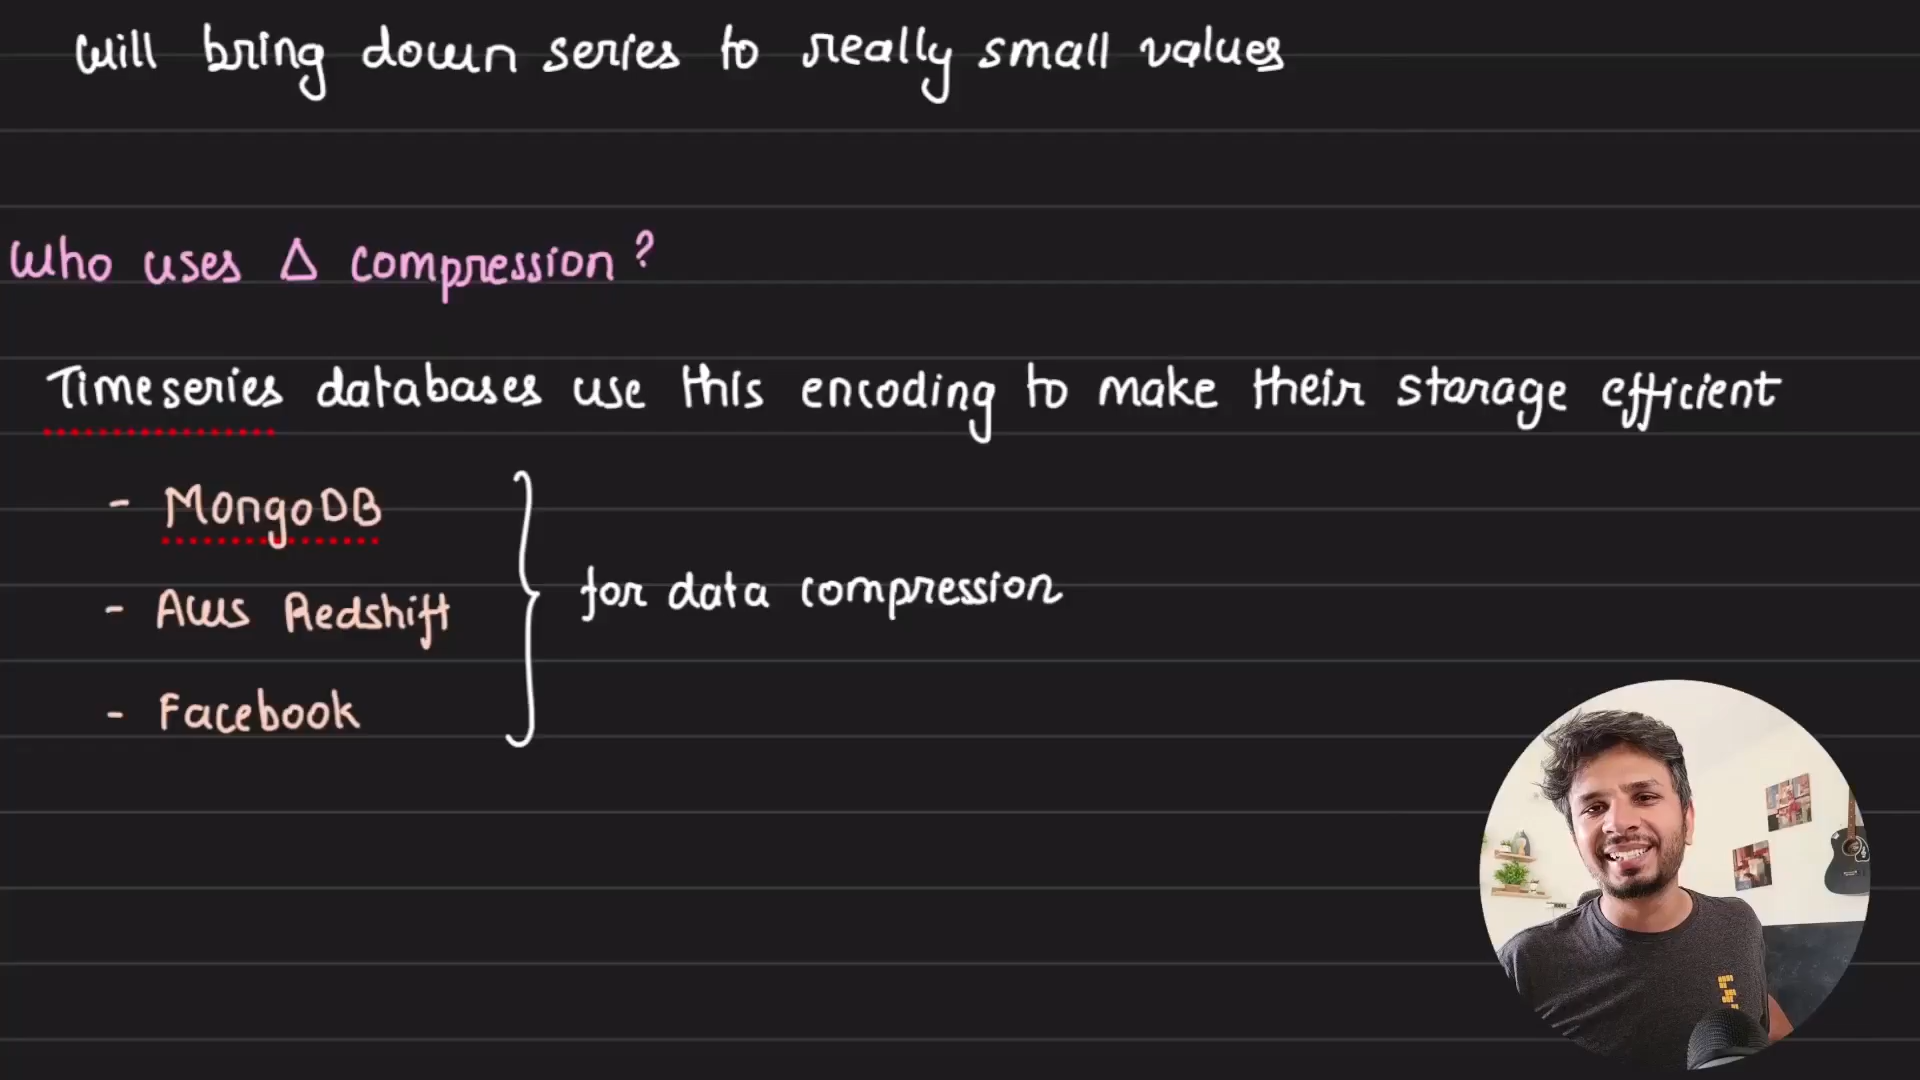 will bring down series to really small values
Who uses Δ compression?
Timeseries databases use this encoding to make their storage efficient
- MongoDB
- AWS Redshift
- Facebook
for data compression